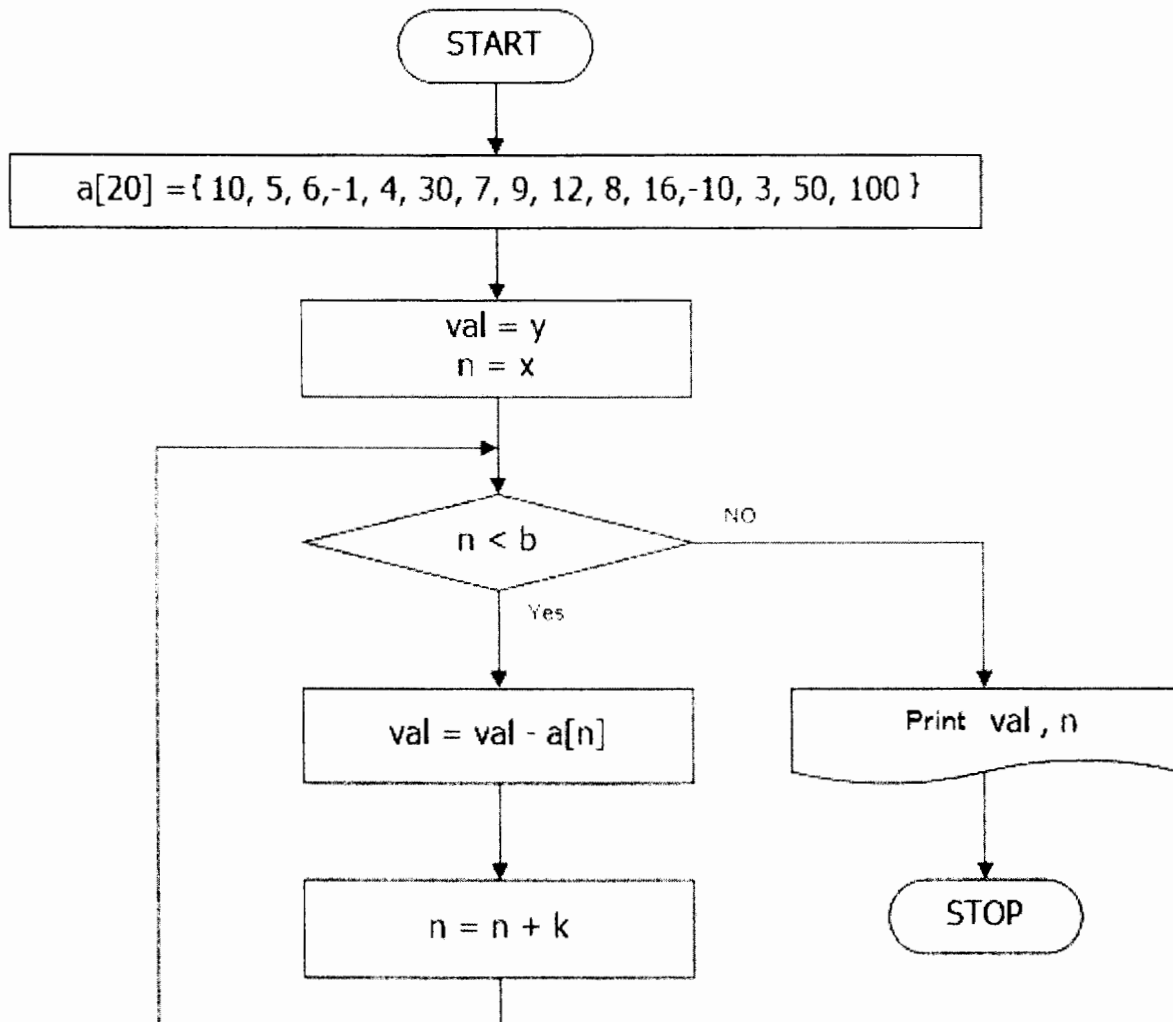 START
a[20] ={ 10, 5, 6,-1, 4, 30, 7, 9, 12, 8, 16,-10, 3, 50, 100 }
val = y
n = x
n < b
NO
Yes
val = val - a[n]
Print val , n
n = n + k
STOP